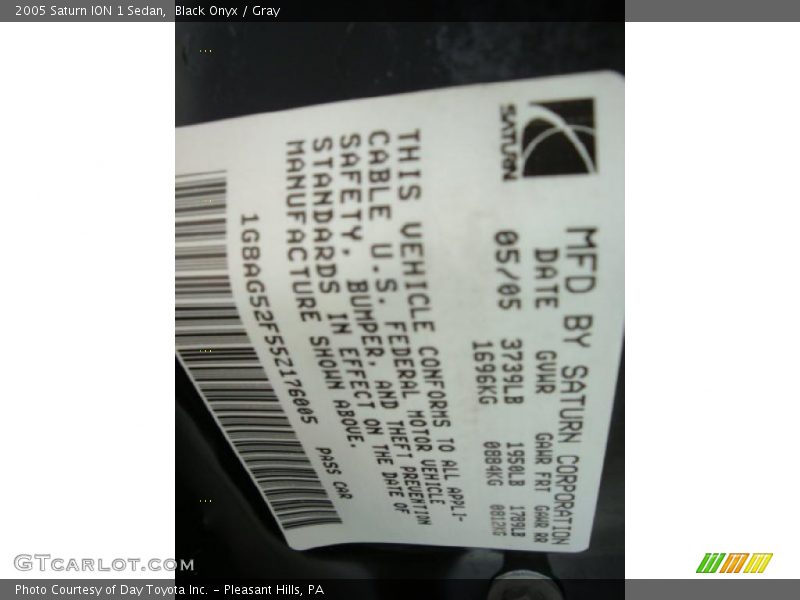 2005 Saturn ION 1 Sedan, Black Onyx / Gray
SATURN
MFD BY SATURN CORPORATION
DATE GVWR GAWR FRT GAWR RR
05/05 3739LB 1950LB 1789LB
1696KG 0884KG 0812KG
THIS VEHICLE CONFORMS TO ALL APPLI-
CABLE U.S. FEDERAL MOTOR VEHICLE
SAFETY, BUMPER, AND THEFT PREVENTION
STANDARDS IN EFFECT ON THE DATE OF
MANUFACTURE SHOWN ABOVE.
1G8AG52F55Z176005 PASS CAR
GTCARLOT.COM
Photo Courtesy of Day Toyota Inc. - Pleasant Hills, PA